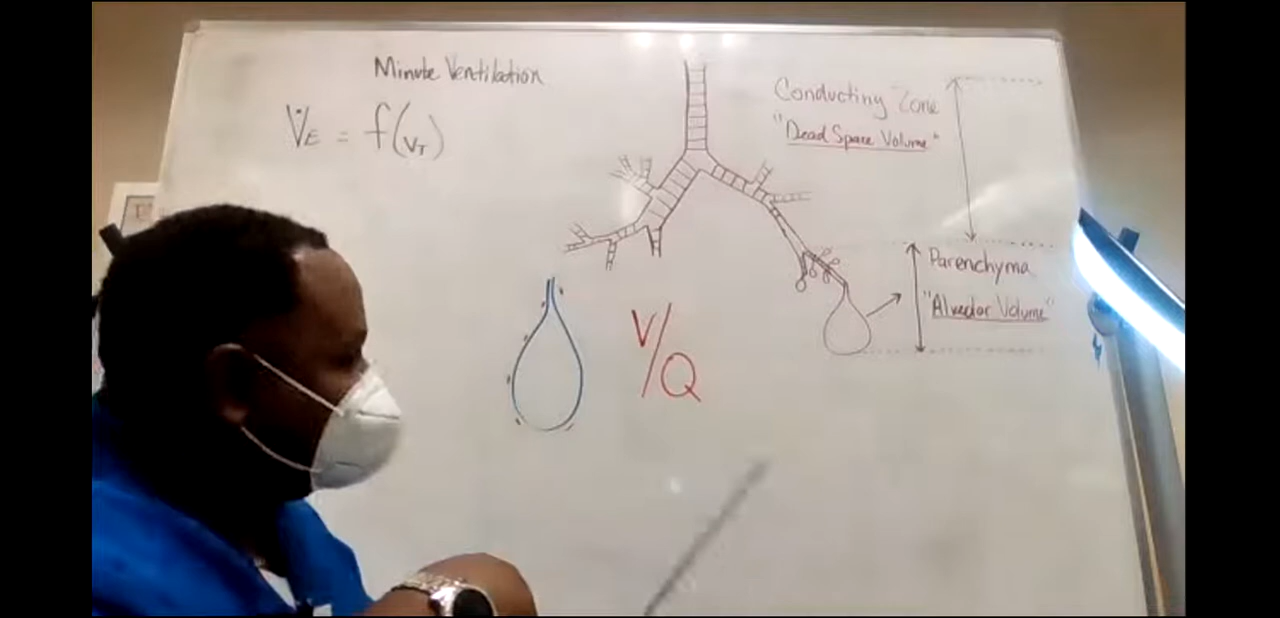 Minute Ventilation
V̇E = f(VT)
Conducting Zone
"Dead Space Volume"
Parenchyma
"Alveolar Volume"
V/Q